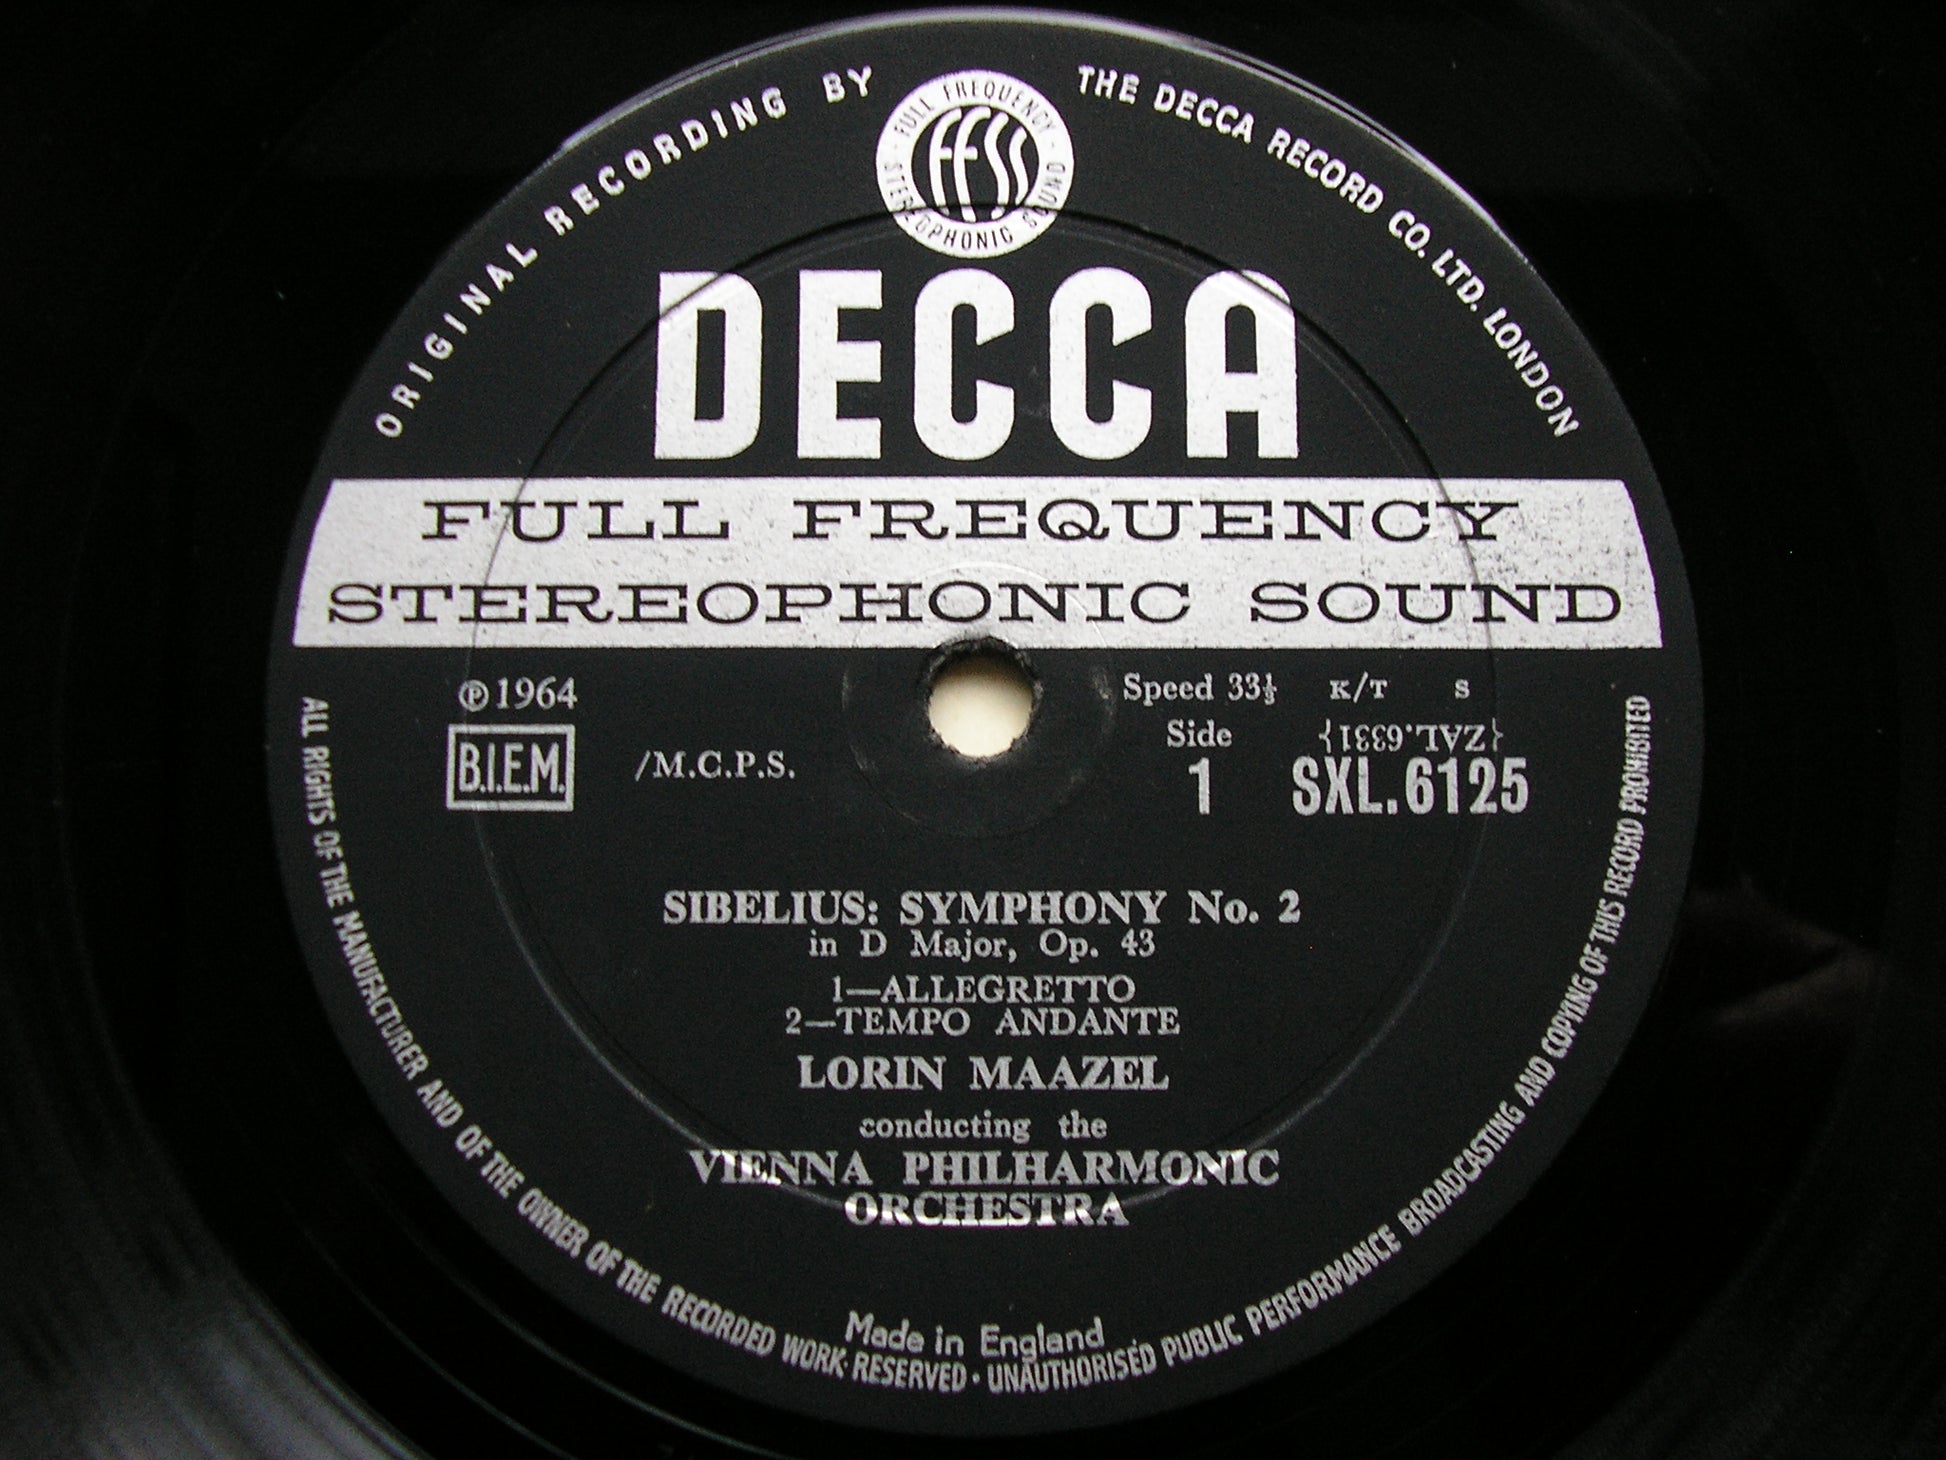 ORIGINAL RECORDING BY THE DECCA RECORD CO. LTD. LONDON
FULL FREQUENCY
FFSS
STEREOPHONIC SOUND
DECCA
FULL FREQUENCY
STEREOPHONIC SOUND
℗1964
Speed 33⅓ K/T S
B.I.E.M. /M.C.P.S.
Side {ZAL.6331}
1 SXL.6125
SIBELIUS: SYMPHONY No. 2
in D Major, Op. 43
1—ALLEGRETTO
2—TEMPO ANDANTE
LORIN MAAZEL
conducting the
VIENNA PHILHARMONIC
ORCHESTRA
Made in England
ALL RIGHTS OF THE MANUFACTURER AND OF THE OWNER OF THE RECORDED WORK RESERVED • UNAUTHORISED PUBLIC PERFORMANCE BROADCASTING AND COPYING OF THIS RECORD PROHIBITED